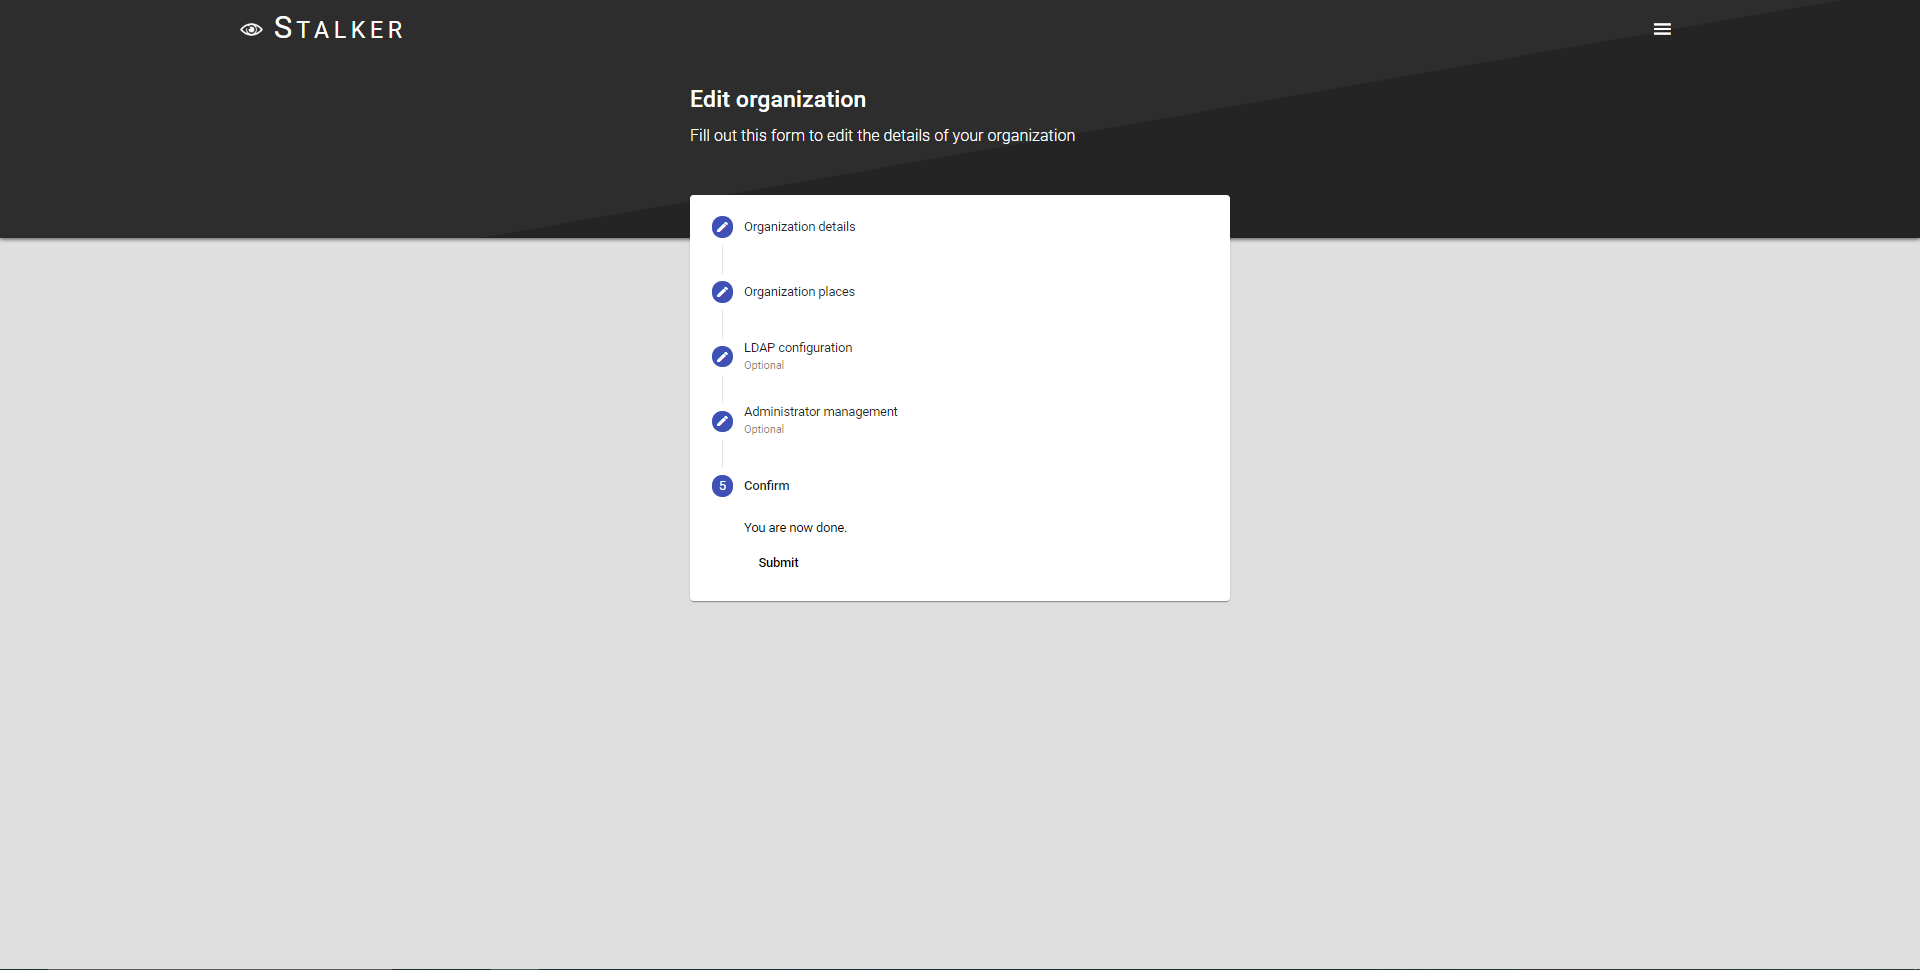 STALKER
Edit organization
Fill out this form to edit the details of your organization
Organization details
Organization places
LDAP configuration
Optional
Administrator management
Optional
5 Confirm
You are now done.
Submit